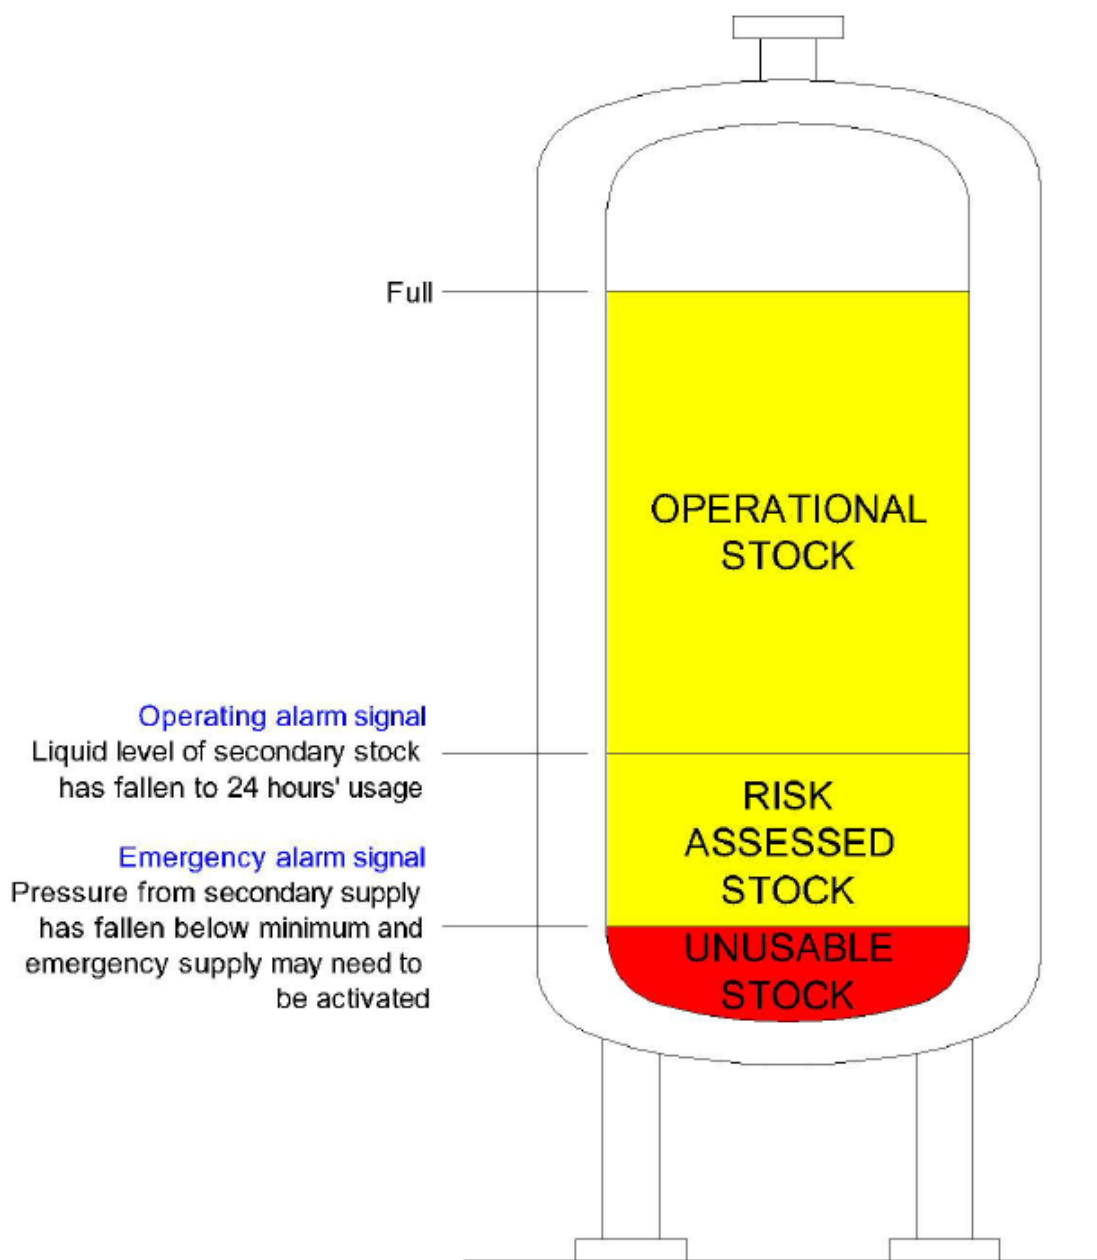 Full
OPERATIONAL
STOCK
Operating alarm signal
Liquid level of secondary stock
has fallen to 24 hours' usage
RISK
ASSESSED
STOCK
Emergency alarm signal
Pressure from secondary supply
has fallen below minimum and
emergency supply may need to
be activated
UNUSABLE
STOCK